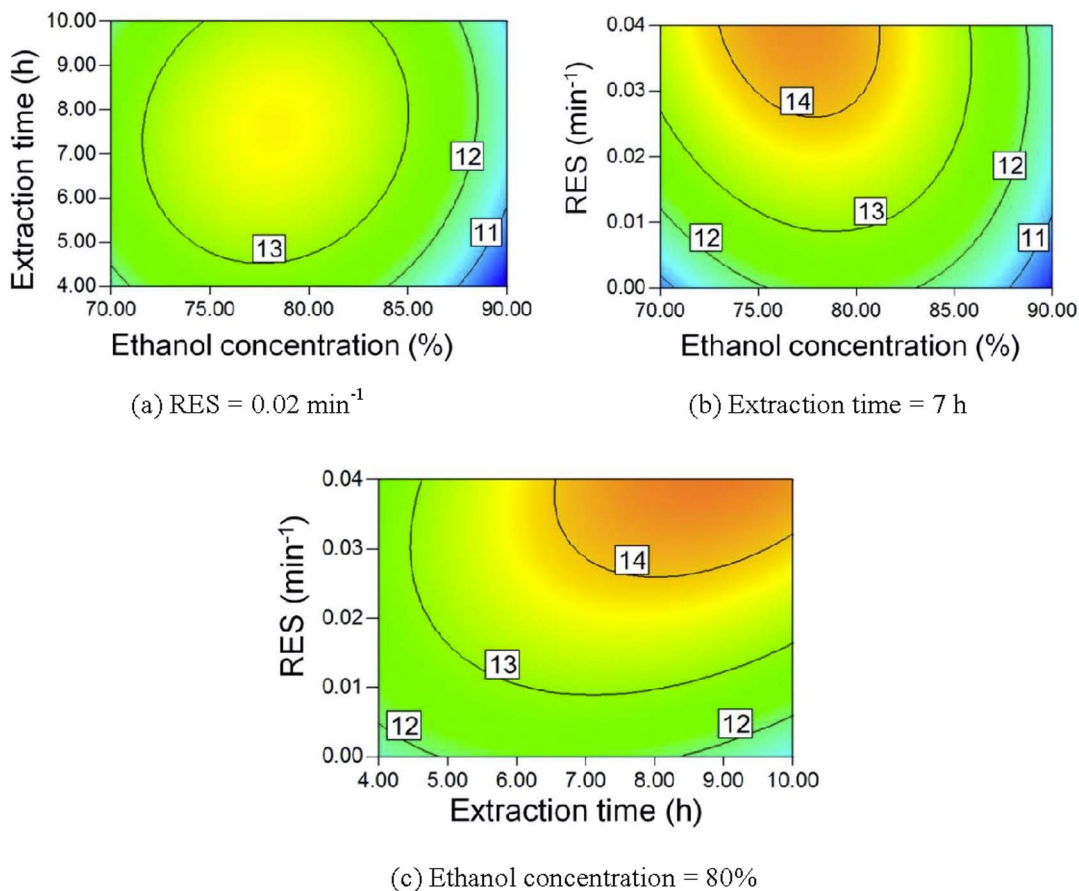 10.00
9.00
8.00
7.00
6.00
5.00
4.00
Extraction time (h)
12
11
13
70.00 75.00 80.00 85.00 90.00
Ethanol concentration (%)
(a) RES = 0.02 min⁻¹
0.04
0.03
0.02
0.01
0.00
RES (min⁻¹)
14
12
13
12
11
70.00 75.00 80.00 85.00 90.00
Ethanol concentration (%)
(b) Extraction time = 7 h
0.04
0.03
0.02
0.01
0.00
RES (min⁻¹)
14
13
12
12
4.00 5.00 6.00 7.00 8.00 9.00 10.00
Extraction time (h)
(c) Ethanol concentration = 80%